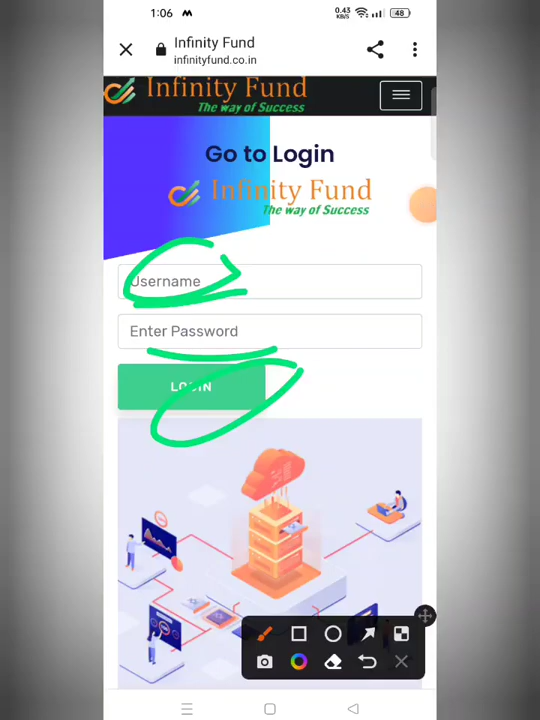 1:06
0.43 KB/S
48
Infinity Fund
infinityfund.co.in
Infinity Fund
The way of Success
Go to Login
Infinity Fund
The way of Success
Username
Enter Password
LOGIN